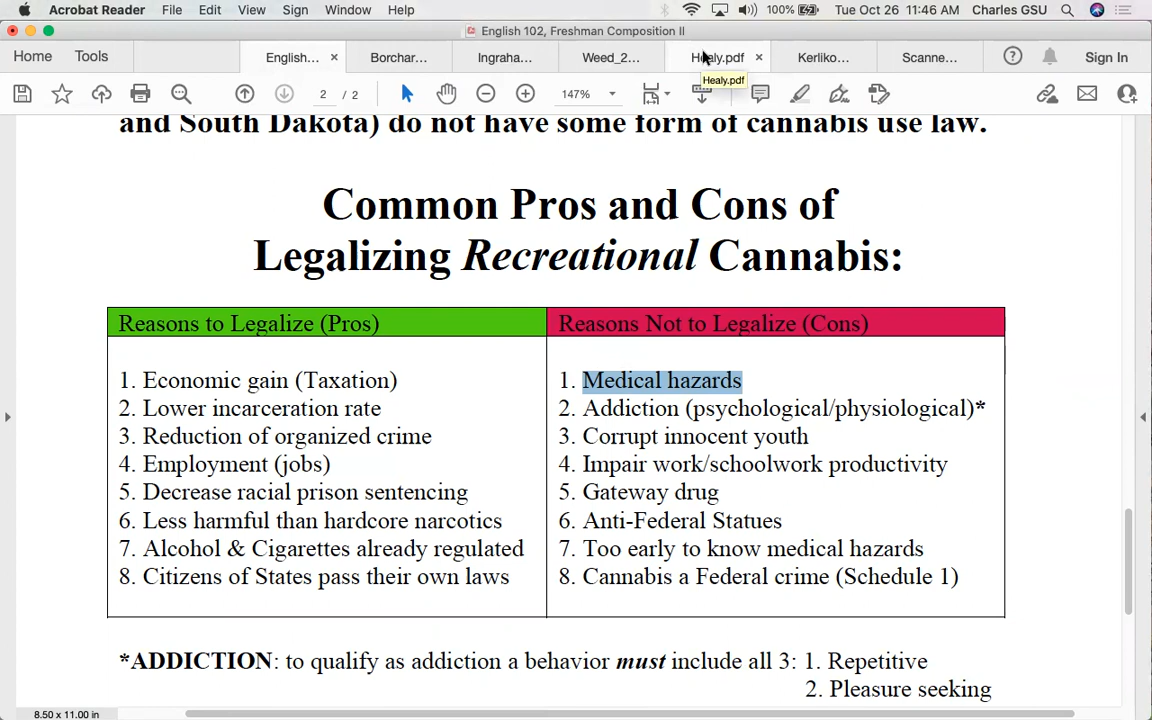 Acrobat Reader File Edit View Sign Window Help 100% Tue Oct 26 11:46 AM Charles GSU
English 102, Freshman Composition II
Home Tools English... × Borchar... Ingraha... Weed_2... Healy.pdf × Kerliko... Scanne... Sign In
Healy.pdf
2 / 2 147%
and South Dakota) do not have some form of cannabis use law.
Common Pros and Cons of
Legalizing Recreational Cannabis:
Reasons to Legalize (Pros)
1. Economic gain (Taxation)
2. Lower incarceration rate
3. Reduction of organized crime
4. Employment (jobs)
5. Decrease racial prison sentencing
6. Less harmful than hardcore narcotics
7. Alcohol & Cigarettes already regulated
8. Citizens of States pass their own laws
Reasons Not to Legalize (Cons)
1. Medical hazards
2. Addiction (psychological/physiological)*
3. Corrupt innocent youth
4. Impair work/schoolwork productivity
5. Gateway drug
6. Anti-Federal Statues
7. Too early to know medical hazards
8. Cannabis a Federal crime (Schedule 1)
*ADDICTION: to qualify as addiction a behavior must include all 3: 1. Repetitive
2. Pleasure seeking
8.50 x 11.00 in